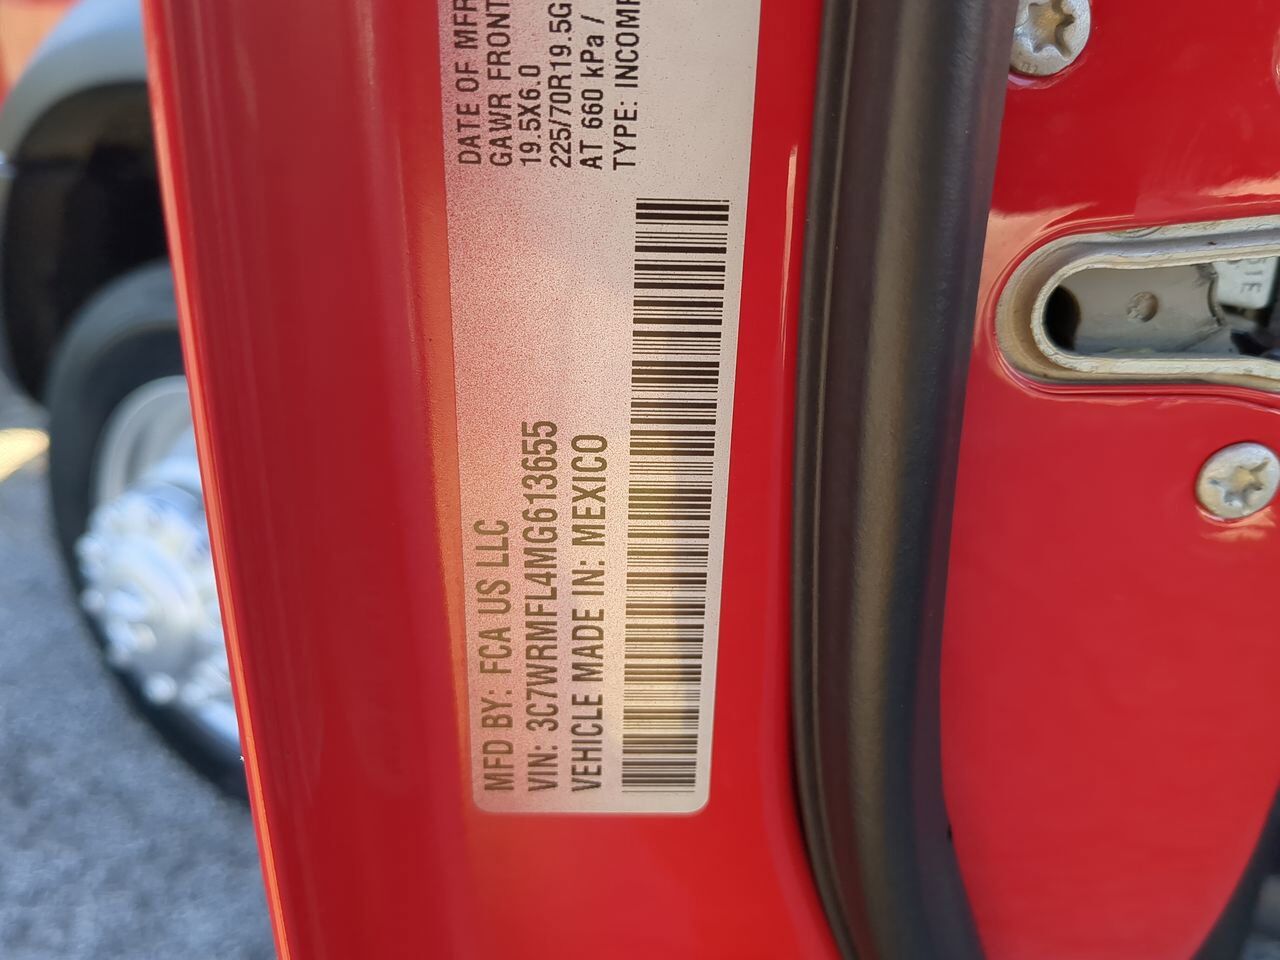 MFD BY: FCA US LLC
VIN: 3C7WRMFL4MG613655
VEHICLE MADE IN: MEXICO
DATE OF MFR
GAWR FRONT
19.5X6.0
225/70R19.5G
AT 660 kPa /
TYPE: INCOMP